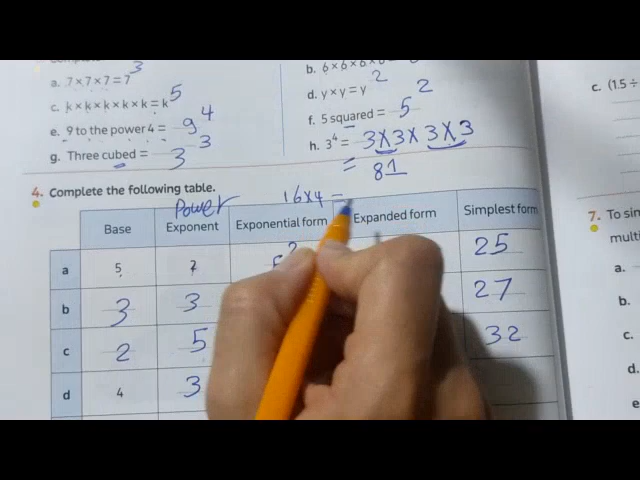 a. 7 × 7 × 7 = 7³
b. 6 × 6 × 6 ×
c. k × k × k × k × k = k⁵
d. y × y = y²
e. 9 to the power 4 = 9⁴
f. 5 squared = 5²
g. Three cubed = 3³
h. 3⁴ = 3 × 3 × 3 × 3
= 81
4. Complete the following table.
16 × 4 =
Power
Base Exponent Exponential form Expanded form Simplest form
a 5 2 25
b 3 3 27
c 2 5 32
d 4 3
c. (1.5 ÷
7. To sim
multi
a.
b.
c.
d.
e